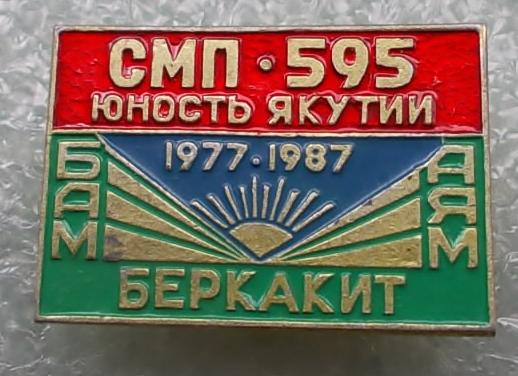 СМП · 595
ЮНОСТЬ ЯКУТИИ
1977 · 1987
БАМ
АЯМ
БЕРКАКИТ